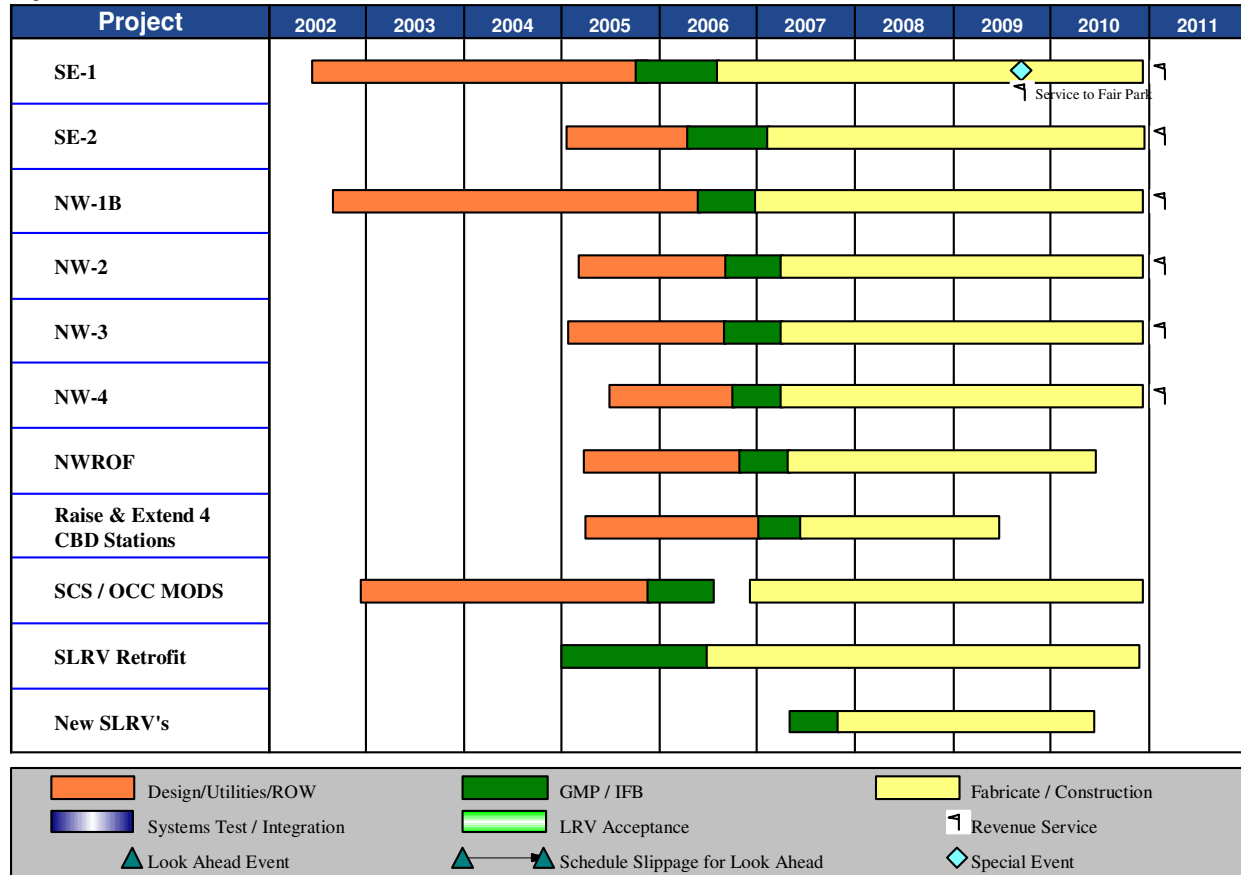 Project 2002 2003 2004 2005 2006 2007 2008 2009 2010 2011
SE-1
Service to Fair Park
SE-2
NW-1B
NW-2
NW-3
NW-4
NWROF
Raise & Extend 4
CBD Stations
SCS / OCC MODS
SLRV Retrofit
New SLRV's
Design/Utilities/ROW GMP / IFB Fabricate / Construction
Systems Test / Integration LRV Acceptance Revenue Service
Look Ahead Event Schedule Slippage for Look Ahead Special Event